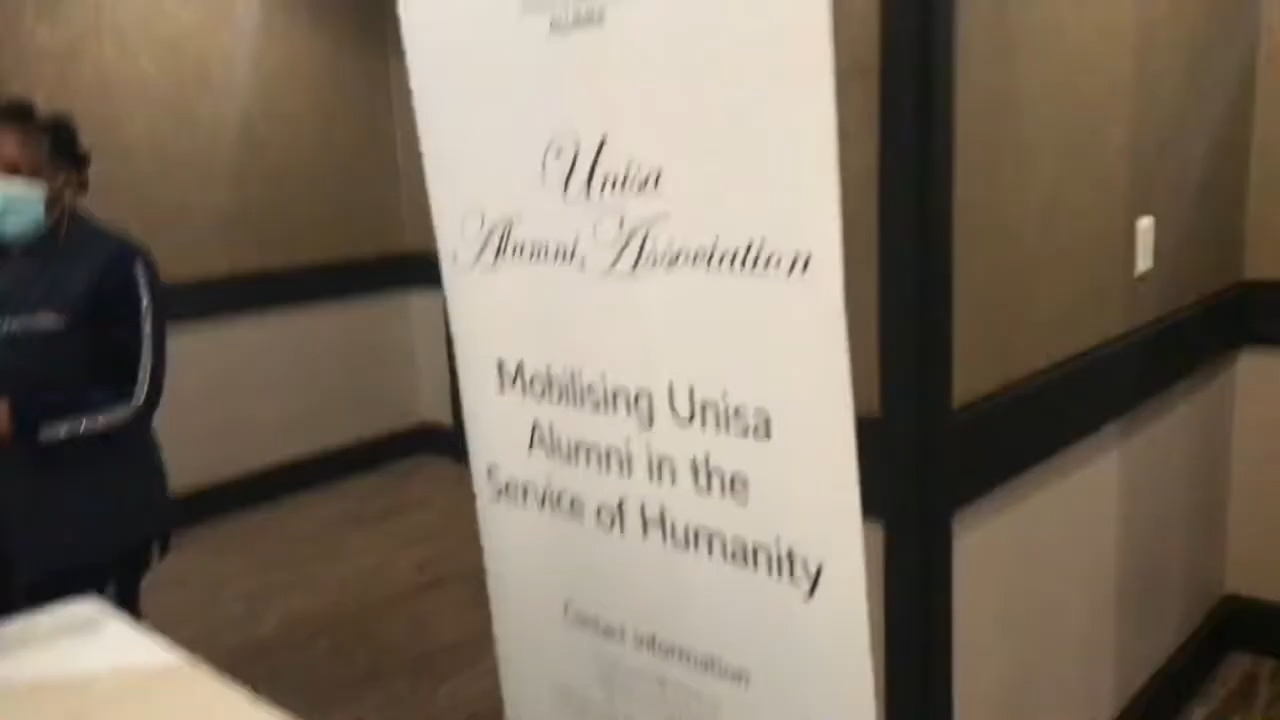 Unisa
Alumni Association
Mobilising Unisa
Alumni in the
Service of Humanity
Contact information